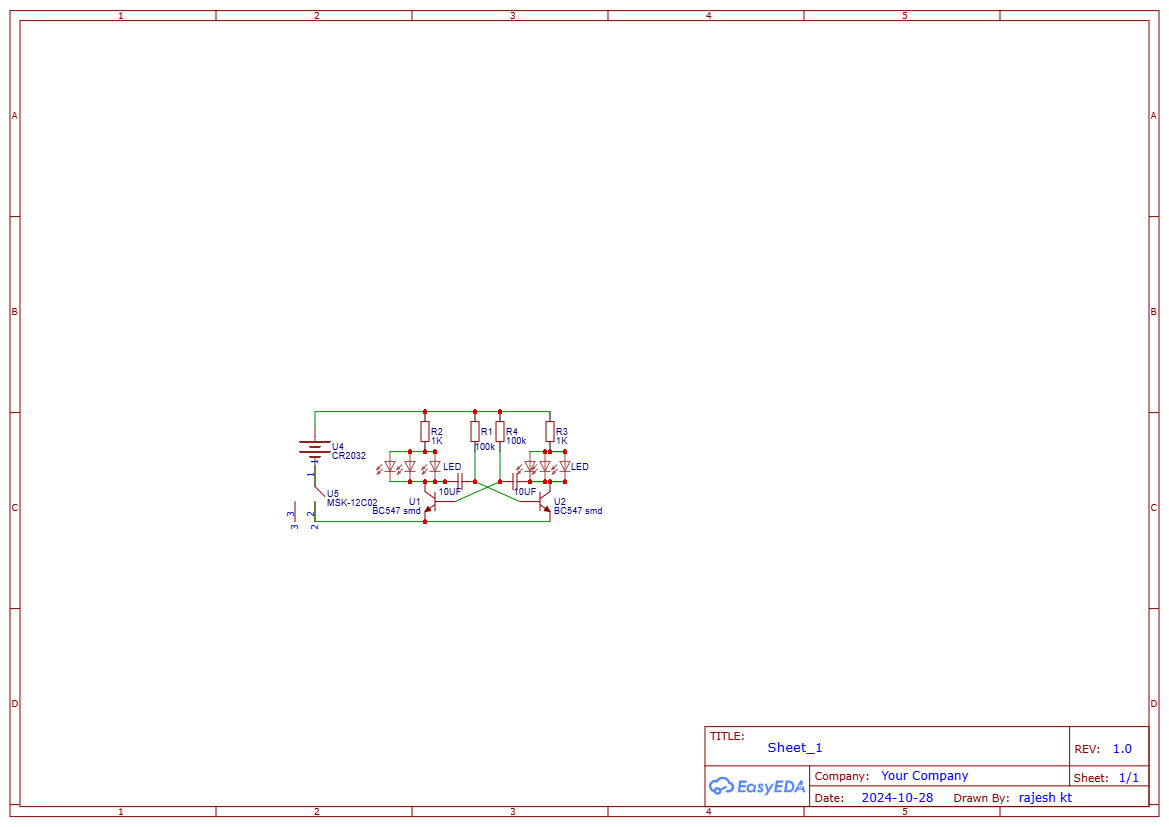 1 2 3 4 5
A A
B B
R2 1K
R1 100k
R4 100k
R3 1K
U4
CR2032
1
1
LED
LED
10UF
10UF
U5
MSK-12C02
U1
BC547 smd
U2
BC547 smd
3 2
3 2
C C
D D
TITLE:
Sheet_1
REV: 1.0
EasyEDA
Company: Your Company
Sheet: 1/1
Date: 2024-10-28 Drawn By: rajesh kt
1 2 3 4 5